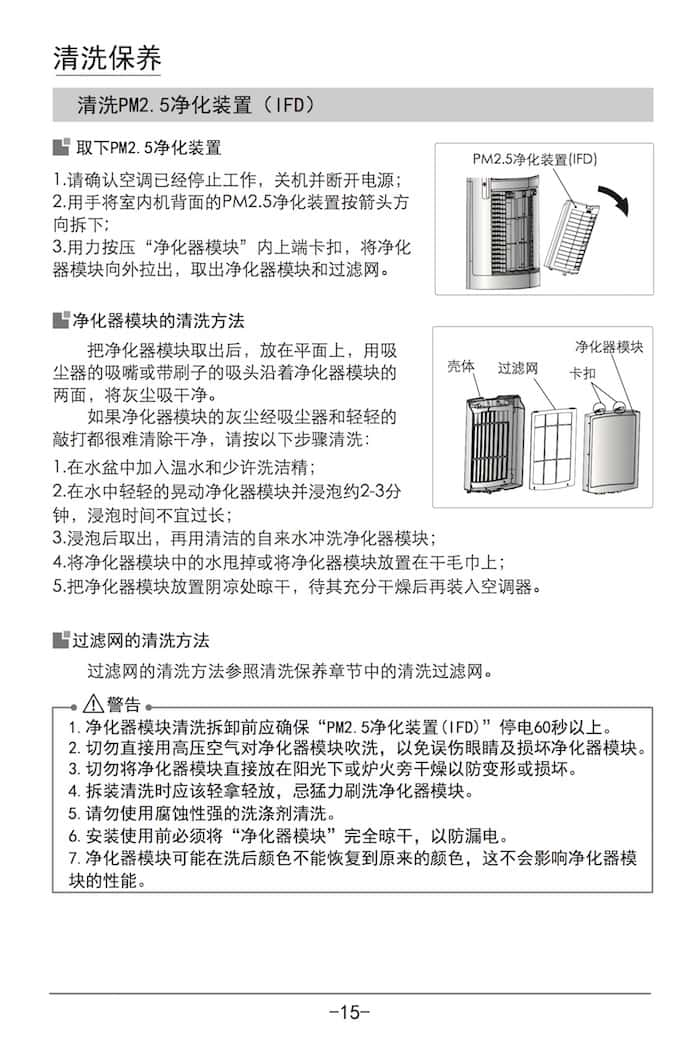 清洗保养
清洗PM2.5净化装置（IFD）
取下PM2.5净化装置
1.请确认空调已经停止工作，关机并断开电源；
2.用手将室内机背面的PM2.5净化装置按箭头方
向拆下；
3.用力按压“净化器模块”内上端卡扣，将净化
器模块向外拉出，取出净化器模块和过滤网。
PM2.5净化装置(IFD)
净化器模块的清洗方法
把净化器模块取出后，放在平面上，用吸
尘器的吸嘴或带刷子的吸头沿着净化器模块的
两面，将灰尘吸干净。
如果净化器模块的灰尘经吸尘器和轻轻的
敲打都很难清除干净，请按以下步骤清洗：
1.在水盆中加入温水和少许洗洁精；
2.在水中轻轻的晃动净化器模块并浸泡约2-3分
钟，浸泡时间不宜过长；
3.浸泡后取出，再用清洁的自来水冲洗净化器模块；
4.将净化器模块中的水甩掉或将净化器模块放置在干毛巾上；
5.把净化器模块放置阴凉处晾干，待其充分干燥后再装入空调器。
净化器模块
壳体
过滤网
卡扣
过滤网的清洗方法
过滤网的清洗方法参照清洗保养章节中的清洗过滤网。
警告
1. 净化器模块清洗拆卸前应确保“PM2.5净化装置(IFD)”停电60秒以上。
2. 切勿直接用高压空气对净化器模块吹洗，以免误伤眼睛及损坏净化器模块。
3. 切勿将净化器模块直接放在阳光下或炉火旁干燥以防变形或损坏。
4. 拆装清洗时应该轻拿轻放，忌猛力刷洗净化器模块。
5. 请勿使用腐蚀性强的洗涤剂清洗。
6. 安装使用前必须将“净化器模块”完全晾干，以防漏电。
7. 净化器模块可能在洗后颜色不能恢复到原来的颜色，这不会影响净化器模
块的性能。
-15-